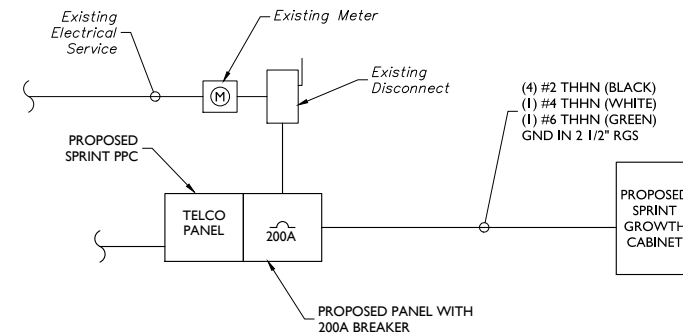 Existing
Electrical
Service
Existing Meter
M
Existing
Disconnect
(4) #2 THHN (BLACK)
(1) #4 THHN (WHITE)
(1) #6 THHN (GREEN)
GND IN 2 1/2" RGS
PROPOSED
SPRINT PPC
TELCO
PANEL
200A
PROPOSED
SPRINT
GROWTH
CABINET
PROPOSED PANEL WITH
200A BREAKER